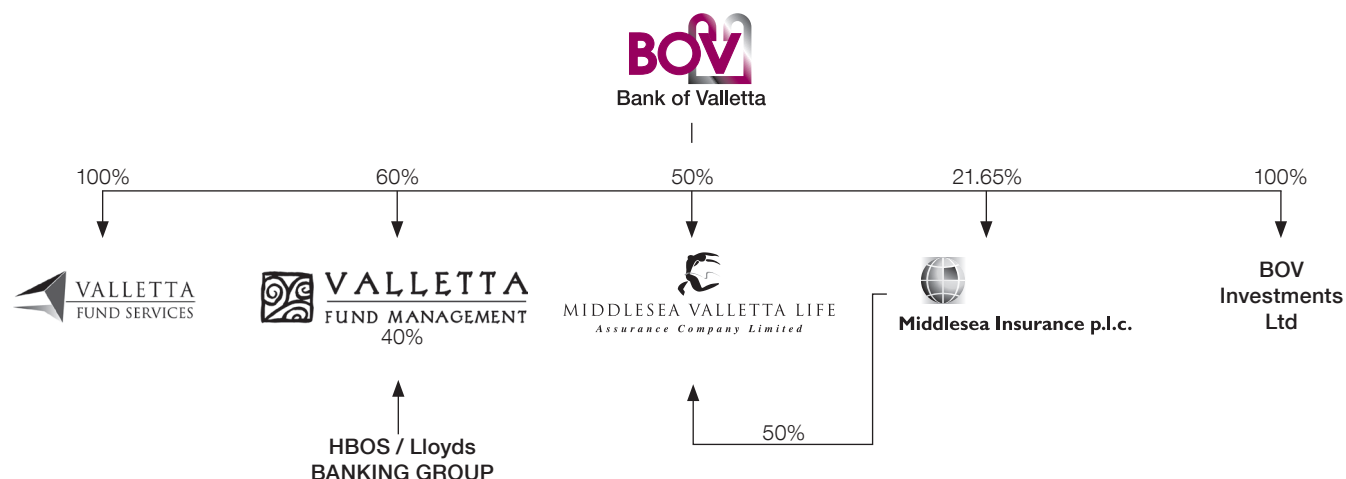 BOV
Bank of Valletta
100%
60%
50%
21.65%
100%
VALLETTA
FUND SERVICES
VALLETTA
FUND MANAGEMENT
40%
MIDDLESEA VALLETTA LIFE
Assurance Company Limited
Middlesea Insurance p.l.c.
BOV
Investments
Ltd
50%
HBOS / Lloyds
BANKING GROUP